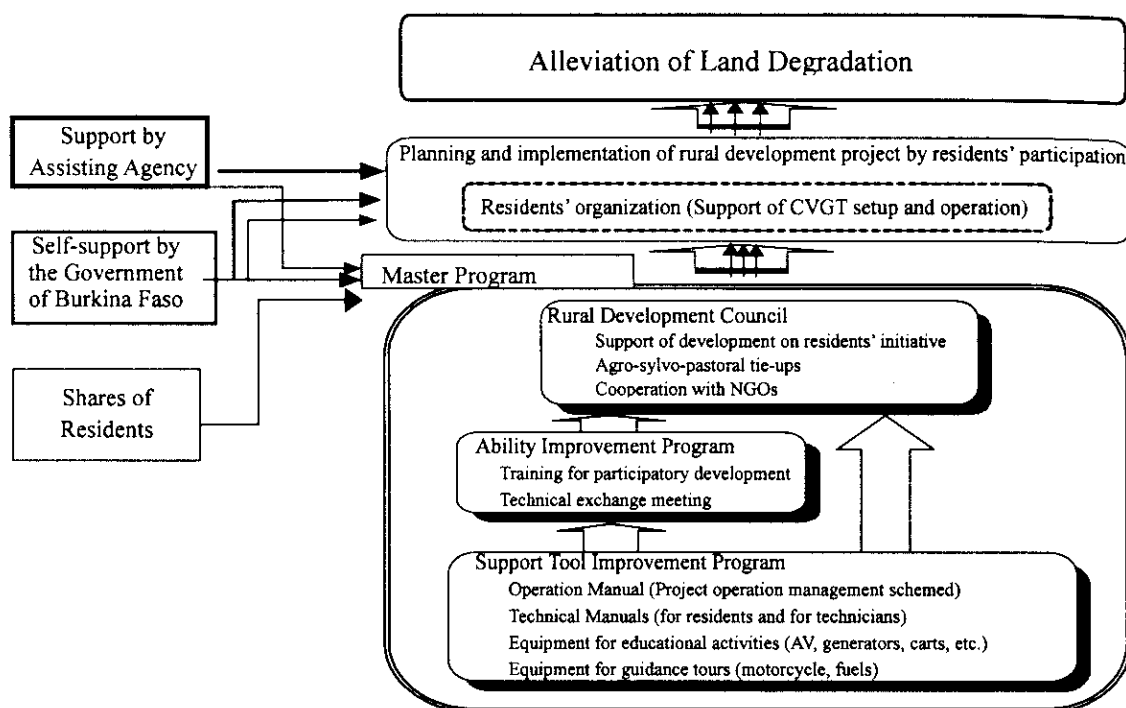 Alleviation of Land Degradation
Support by
Assisting Agency
Planning and implementation of rural development project by residents' participation
Residents' organization (Support of CVGT setup and operation)
Self-support by
the Government
of Burkina Faso
Master Program
Rural Development Council
Support of development on residents' initiative
Agro-sylvo-pastoral tie-ups
Cooperation with NGOs
Shares of
Residents
Ability Improvement Program
Training for participatory development
Technical exchange meeting
Support Tool Improvement Program
Operation Manual (Project operation management schemed)
Technical Manuals (for residents and for technicians)
Equipment for educational activities (AV, generators, carts, etc.)
Equipment for guidance tours (motorcycle, fuels)